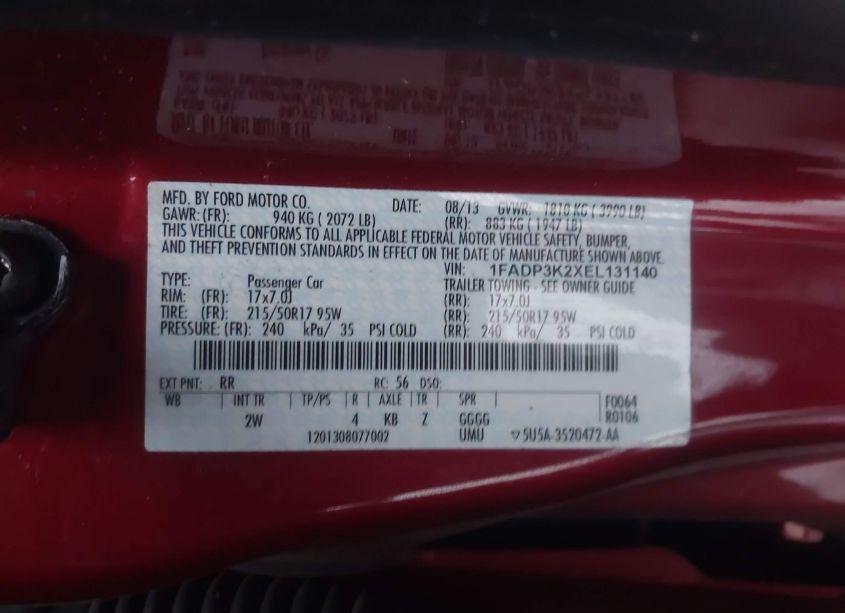 MFD. BY FORD MOTOR CO.
DATE: 08/13 GVWR: 1810 KG ( 3990 LB)
GAWR: (FR): 940 KG ( 2072 LB) (RR): 883 KG ( 1947 LB)
THIS VEHICLE CONFORMS TO ALL APPLICABLE FEDERAL MOTOR VEHICLE SAFETY, BUMPER,
AND THEFT PREVENTION STANDARDS IN EFFECT ON THE DATE OF MANUFACTURE SHOWN ABOVE.
VIN: 1FADP3K2XEL131140
TYPE: Passenger Car TRAILER TOWING - SEE OWNER GUIDE
RIM: (FR): 17x7.0J (RR): 17x7.0J
TIRE: (FR): 215/50R17 95W (RR): 215/50R17 95W
PRESSURE: (FR): 240 kPa/ 35 PSI COLD (RR): 240 kPa/ 35 PSI COLD
EXT PNT: RR RC: 56 DSO:
WB INT TR TP/PS R AXLE TR SPR F0064
2W 4 KB Z GGGG R0106
1201308077002 UMU 5U5A-3520472-AA